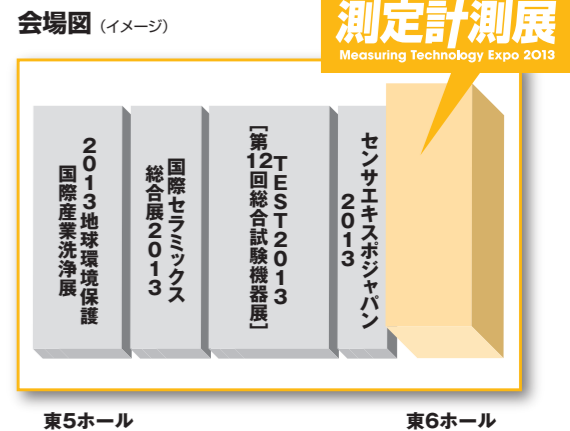 会場図（イメージ）
測定計測展
Measuring Technology Expo 2013
2013地球環境保護
国際産業洗浄展
国際セラミックス
総合展2013
TEST2013
［第12回総合試験機器展］
センサエキスポジャパン
2013
東5ホール
東6ホール